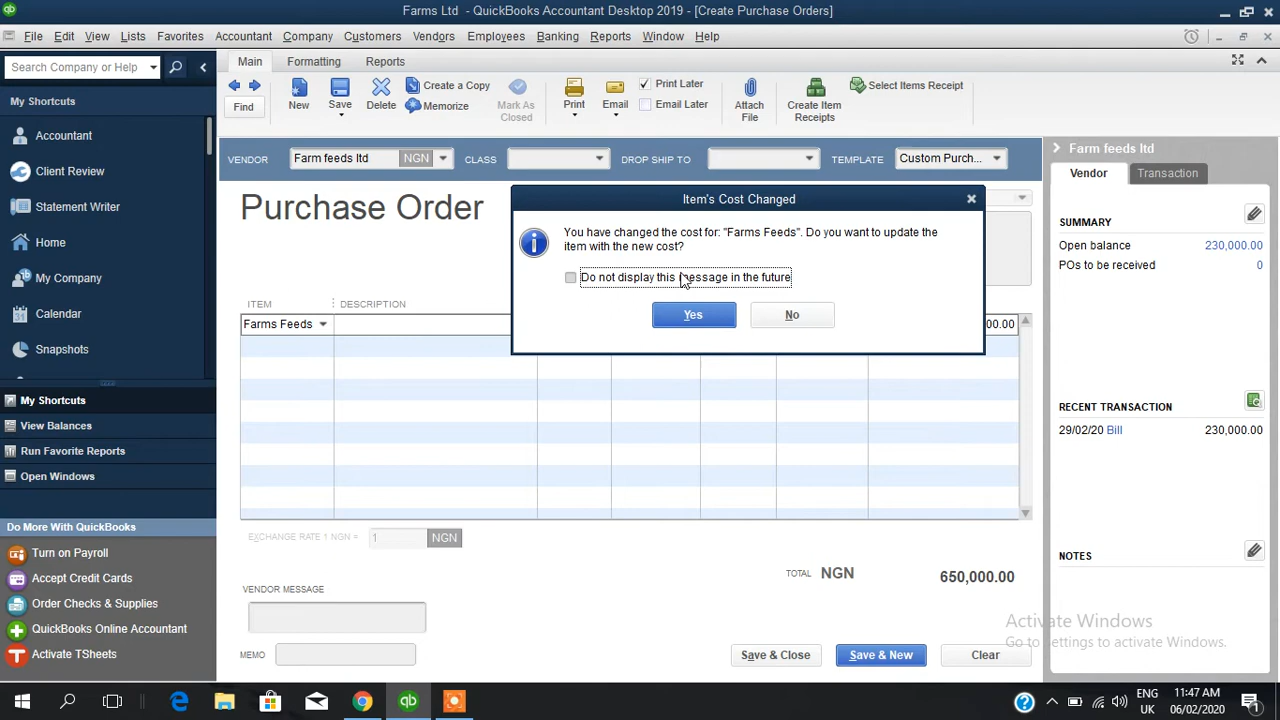 Farms Ltd - QuickBooks Accountant Desktop 2019 - [Create Purchase Orders]
File Edit View Lists Favorites Accountant Company Customers Vendors Employees Banking Reports Window Help
Search Company or Help
My Shortcuts
Accountant
Client Review
Statement Writer
Home
My Company
Calendar
Snapshots
My Shortcuts
View Balances
Run Favorite Reports
Open Windows
Do More With QuickBooks
Turn on Payroll
Accept Credit Cards
Order Checks & Supplies
QuickBooks Online Accountant
Activate TSheets
Main Formatting Reports
Find
New
Save
Delete
Create a Copy
Memorize
Mark As
Closed
Print
Email
Print Later
Email Later
Attach
File
Create Item
Receipts
Select Items Receipt
VENDOR Farm feeds ltd NGN CLASS DROP SHIP TO TEMPLATE Custom Purch...
Purchase Order
Item's Cost Changed
You have changed the cost for: "Farms Feeds". Do you want to update the
item with the new cost?
Do not display this message in the future
Yes No
ITEM DESCRIPTION
Farms Feeds 00.00
EXCHANGE RATE 1 NGN = 1 NGN
TOTAL NGN 650,000.00
VENDOR MESSAGE
MEMO
Save & Close Save & New Clear
Farm feeds ltd
Vendor Transaction
SUMMARY
Open balance 230,000.00
POs to be received 0
RECENT TRANSACTION
29/02/20 Bill 230,000.00
NOTES
Activate Windows
Go to Settings to activate Windows.
ENG
UK
11:47 AM
06/02/2020
1